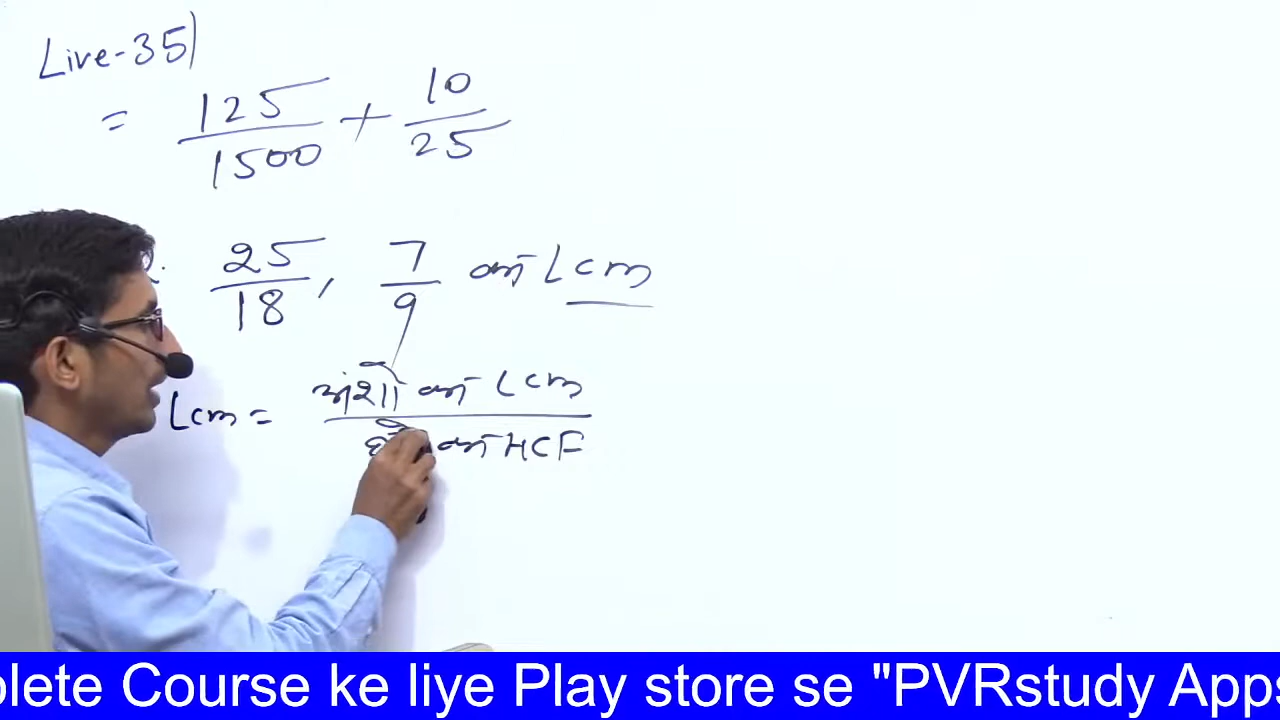 Live-35)
= 125/1500 + 10/25
25/18, 7/9 का Lcm
Lcm = अंशो का Lcm / का HCF
plete Course ke liye Play store se "PVRstudy Apps